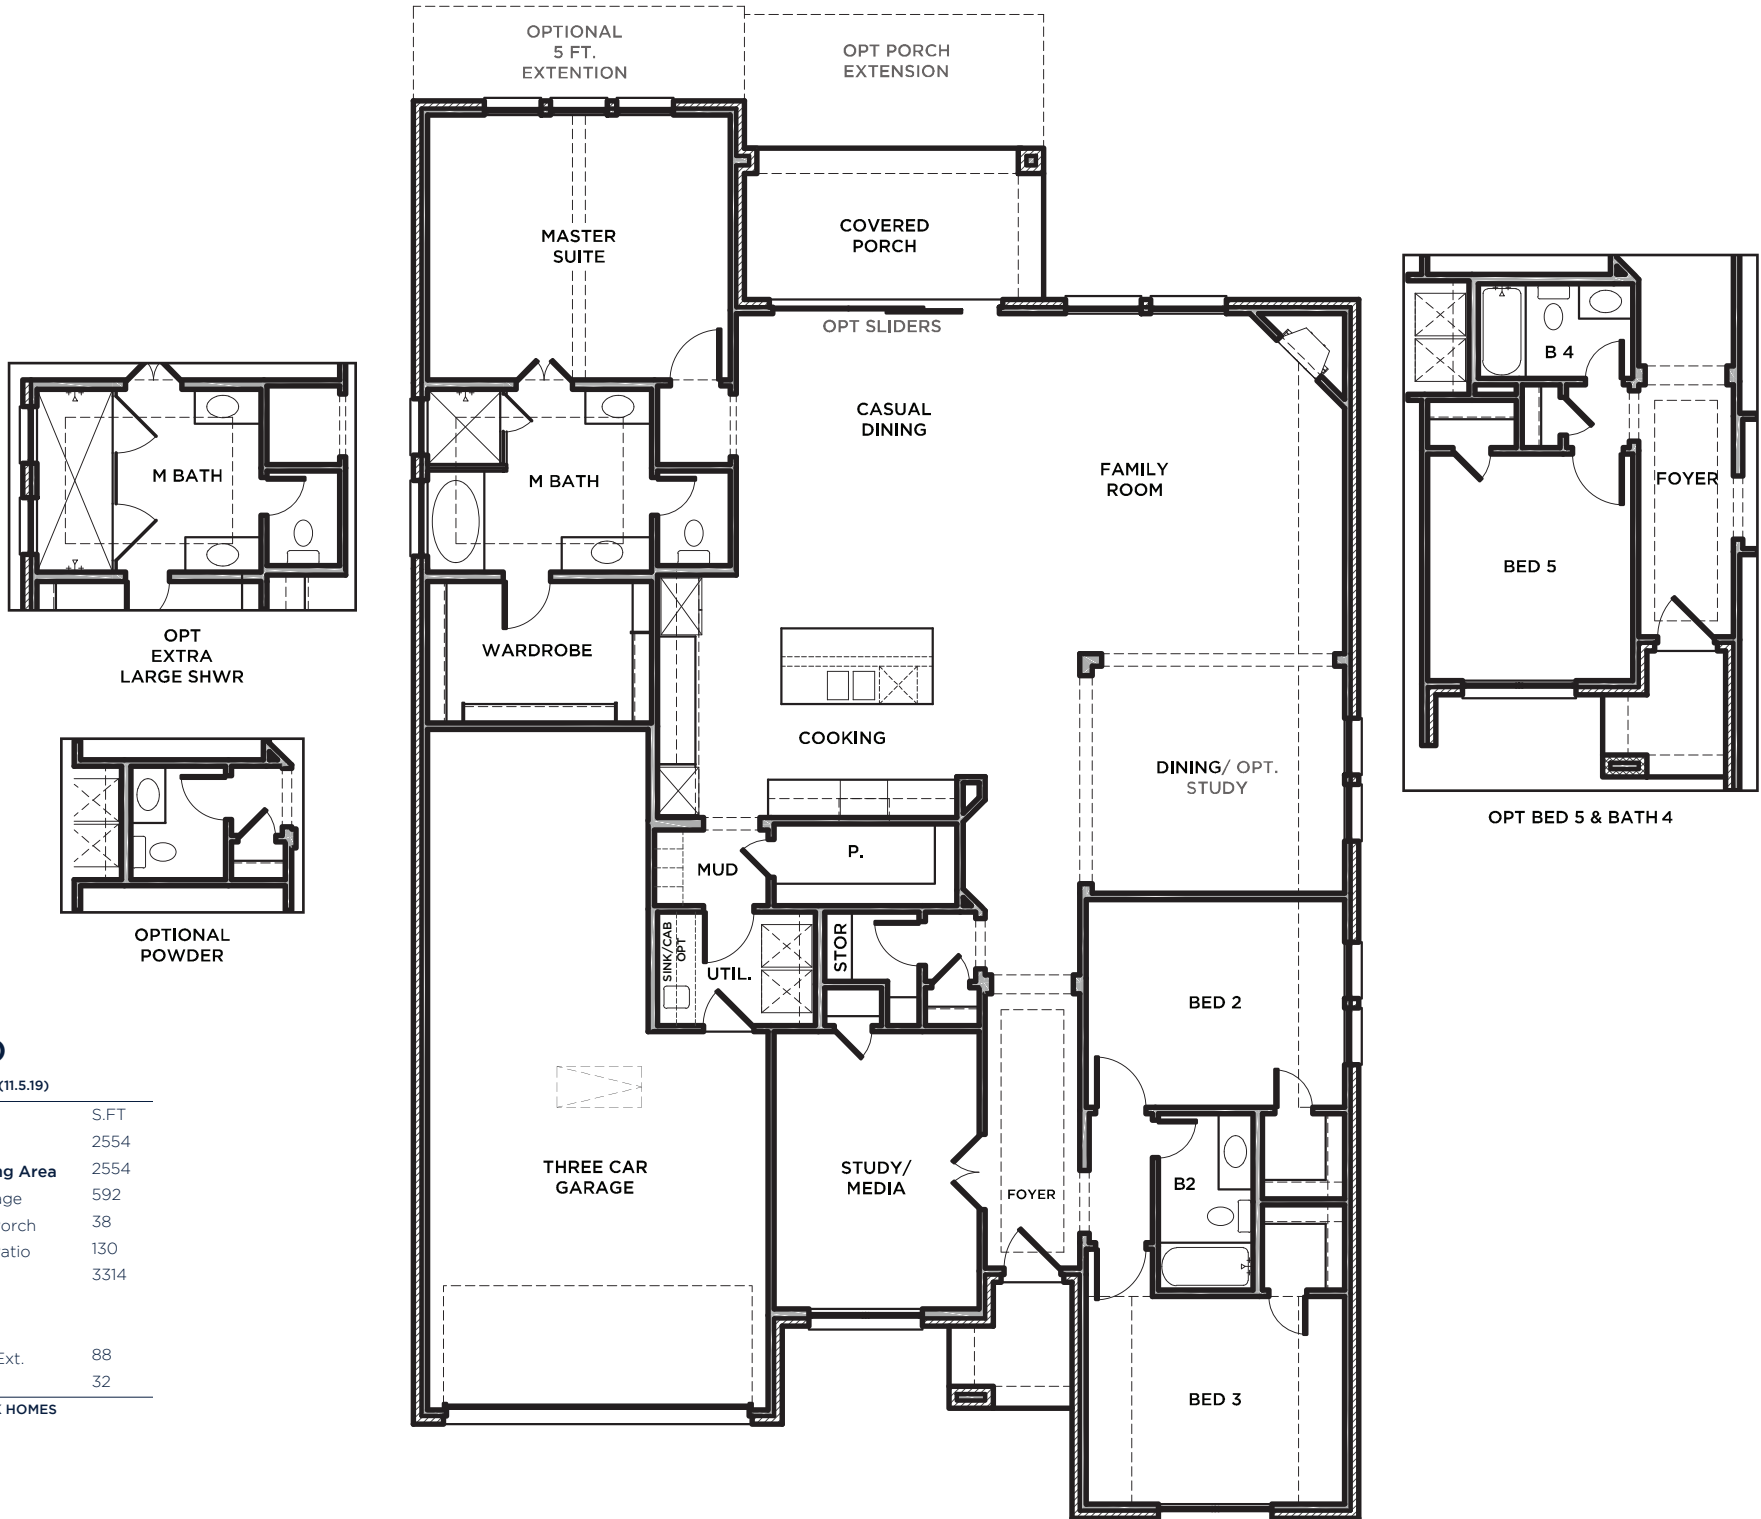 OPTIONAL
5 FT.
EXTENTION
OPT PORCH
EXTENSION
MASTER
SUITE
COVERED
PORCH
OPT SLIDERS
CASUAL
DINING
FAMILY
ROOM
M BATH
WARDROBE
COOKING
DINING/ OPT.
STUDY
MUD
P.
SINK/CAB
OPT
UTIL.
STOR
BED 2
THREE CAR
GARAGE
STUDY/
MEDIA
FOYER
B2
BED 3
M BATH
OPT
EXTRA
LARGE SHWR
OPTIONAL
POWDER
B 4
FOYER
BED 5
OPT BED 5 & BATH 4
(11.5.19)
S.FT
2554
ng Area 2554
592
orch 38
atio 130
3314
Ext. 88
32
HOMES